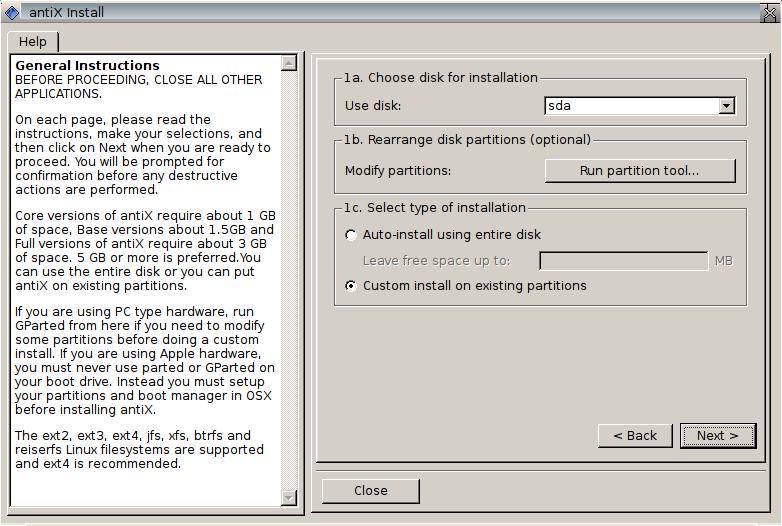 antiX Install
Help
General Instructions
BEFORE PROCEEDING, CLOSE ALL OTHER
APPLICATIONS.
On each page, please read the
instructions, make your selections, and
then click on Next when you are ready to
proceed. You will be prompted for
confirmation before any destructive
actions are performed.
Core versions of antiX require about 1 GB
of space, Base versions about 1.5GB and
Full versions of antiX require about 3 GB
of space. 5 GB or more is preferred.You
can use the entire disk or you can put
antiX on existing partitions.
If you are using PC type hardware, run
GParted from here if you need to modify
some partitions before doing a custom
install. If you are using Apple hardware,
you must never use parted or GParted on
your boot drive. Instead you must setup
your partitions and boot manager in OSX
before installing antiX.
The ext2, ext3, ext4, jfs, xfs, btrfs and
reiserfs Linux filesystems are supported
and ext4 is recommended.
1a. Choose disk for installation
Use disk: sda
1b. Rearrange disk partitions (optional)
Modify partitions: Run partition tool...
1c. Select type of installation
Auto-install using entire disk
Leave free space up to: MB
Custom install on existing partitions
< Back Next >
Close